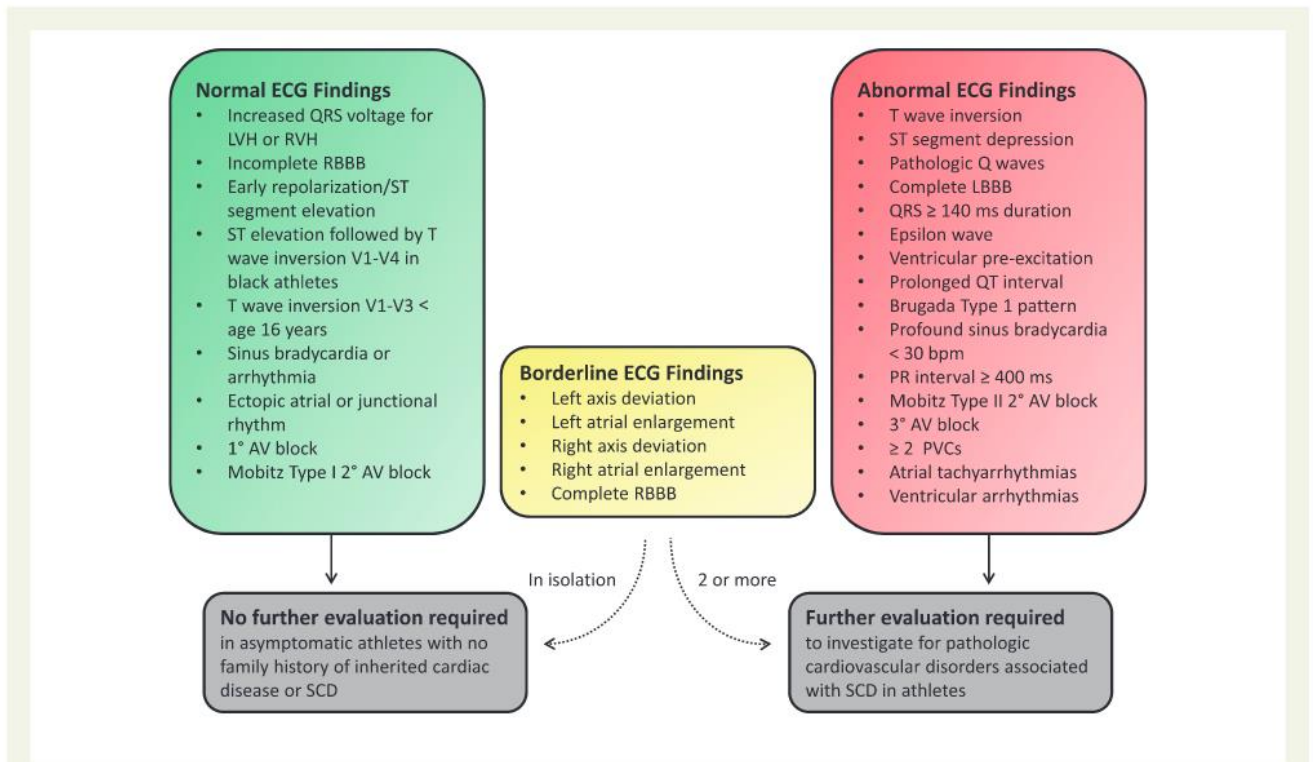 Normal ECG Findings
• Increased QRS voltage for
LVH or RVH
• Incomplete RBBB
• Early repolarization/ST
segment elevation
• ST elevation followed by T
wave inversion V1-V4 in
black athletes
• T wave inversion V1-V3 <
age 16 years
• Sinus bradycardia or
arrhythmia
• Ectopic atrial or junctional
rhythm
• 1° AV block
• Mobitz Type I 2° AV block
Borderline ECG Findings
• Left axis deviation
• Left atrial enlargement
• Right axis deviation
• Right atrial enlargement
• Complete RBBB
Abnormal ECG Findings
• T wave inversion
• ST segment depression
• Pathologic Q waves
• Complete LBBB
• QRS ≥ 140 ms duration
• Epsilon wave
• Ventricular pre-excitation
• Prolonged QT interval
• Brugada Type 1 pattern
• Profound sinus bradycardia
< 30 bpm
• PR interval ≥ 400 ms
• Mobitz Type II 2° AV block
• 3° AV block
• ≥ 2 PVCs
• Atrial tachyarrhythmias
• Ventricular arrhythmias
In isolation
2 or more
No further evaluation required
in asymptomatic athletes with no
family history of inherited cardiac
disease or SCD
Further evaluation required
to investigate for pathologic
cardiovascular disorders associated
with SCD in athletes